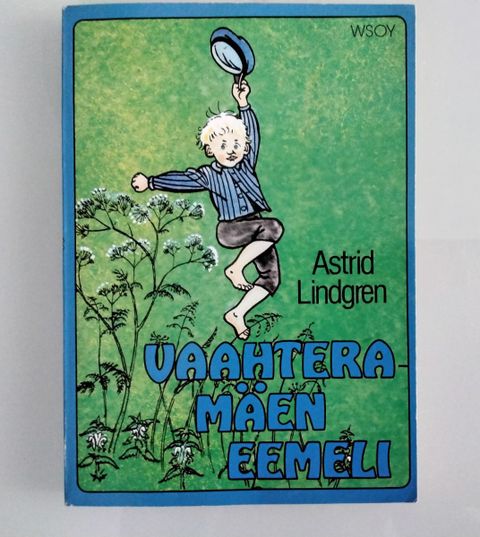 WSOY
Astrid
Lindgren
VAAHTERA-
MÄEN
EEMELI